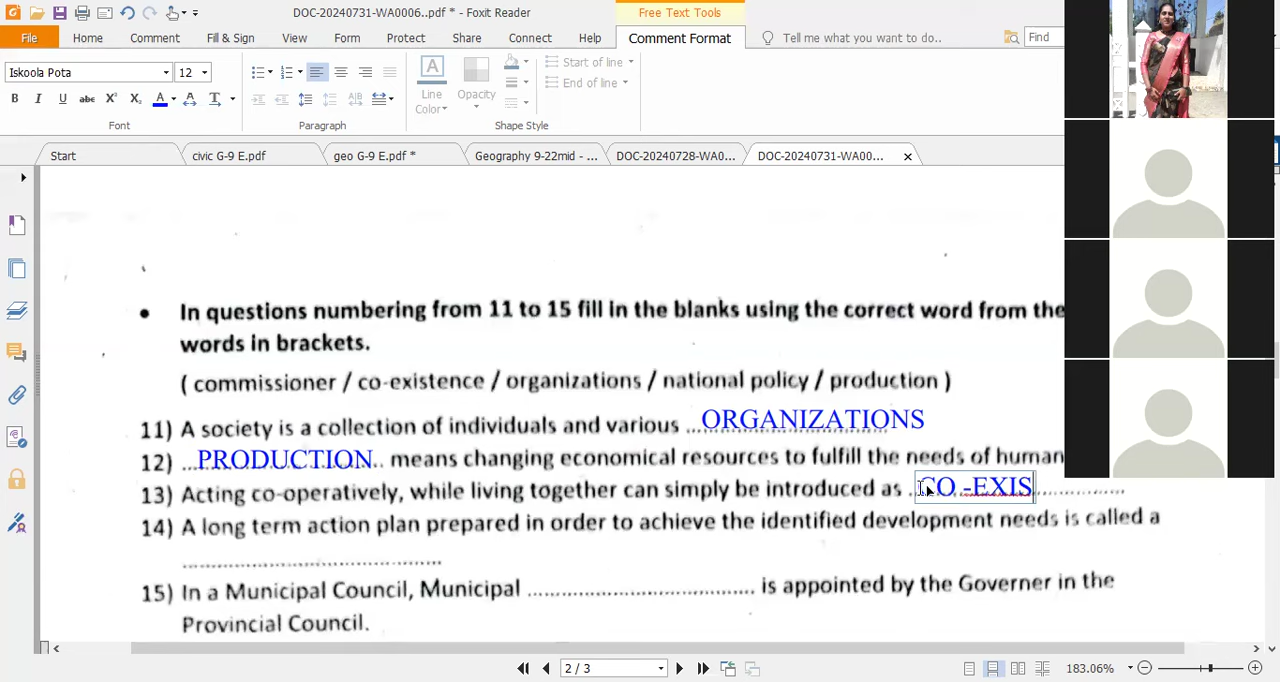 DOC-20240731-WA0006..pdf * - Foxit Reader
Free Text Tools
File Home Comment Fill & Sign View Form Protect Share Connect Help Comment Format Tell me what you want to do.. Find
Iskoola Pota 12
Line Color Opacity
Start of line
End of line
Font Paragraph Shape Style
Start civic G-9 E.pdf geo G-9 E.pdf * Geography 9-22mid - ... DOC-20240728-WA0... DOC-20240731-WA00...
• In questions numbering from 11 to 15 fill in the blanks using the correct word from the
words in brackets.
( commissioner / co-existence / organizations / national policy / production )
11) A society is a collection of individuals and various ...ORGANIZATIONS
12) ...PRODUCTION.. means changing economical resources to fulfill the needs of human
13) Acting co-operatively, while living together can simply be introduced as ..CO -EXIS..............
14) A long term action plan prepared in order to achieve the identified development needs is called a
............................................
15) In a Municipal Council, Municipal ...................................... is appointed by the Governer in the
Provincial Council.
2 / 3
183.06%